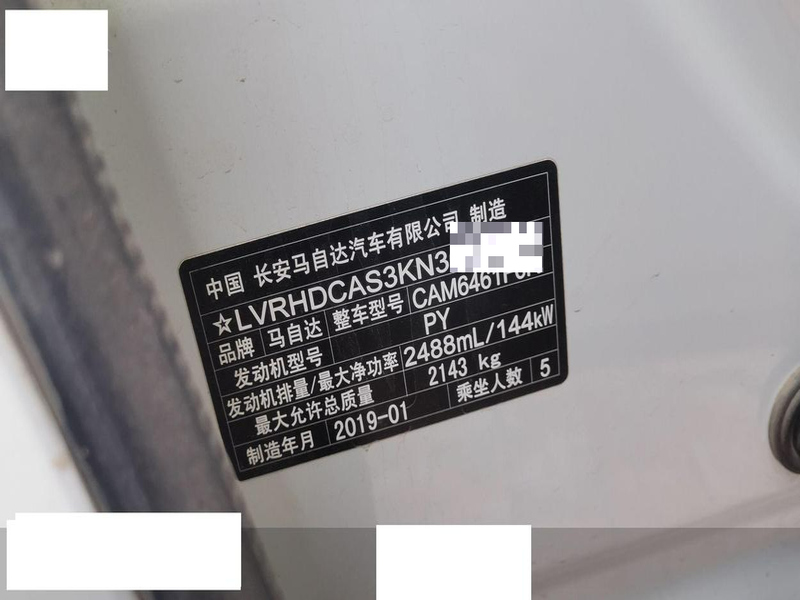 中国 长安马自达汽车有限公司 制造
☆LVRHDCAS3KN3
品牌 马自达 整车型号 CAM6461
发动机型号 PY
发动机排量/最大净功率 2488mL/144kW
最大允许总质量 2143 kg
制造年月 2019-01 乘坐人数 5